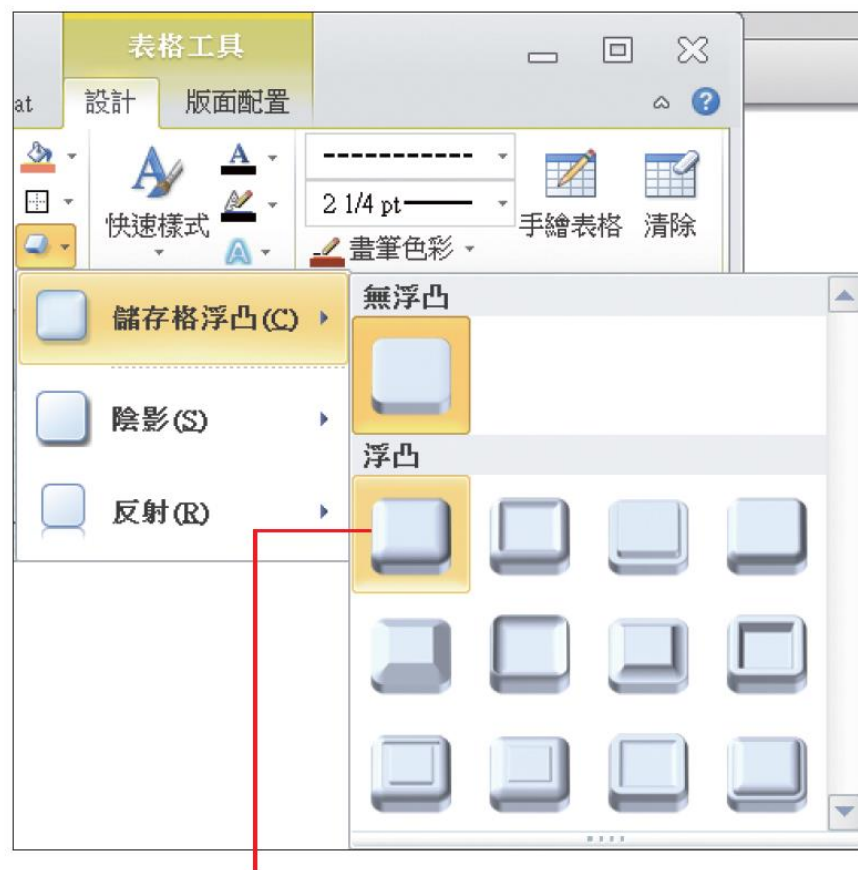 表格工具
at 設計 版面配置
快速樣式
A
A
A
2 1/4 pt
畫筆色彩
手繪表格 清除
儲存格浮凸(C)
陰影(S)
反射(R)
無浮凸
浮凸